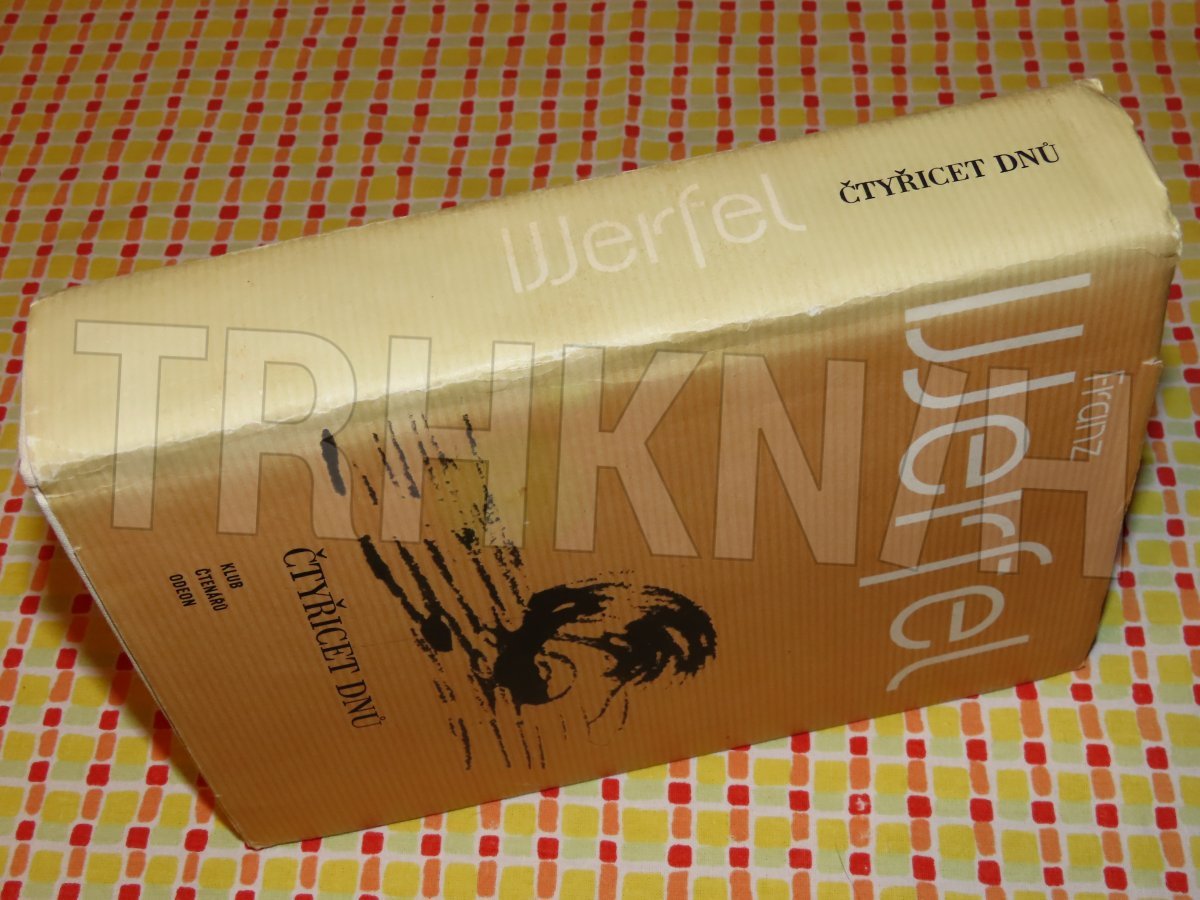 Werfel
ČTYŘICET DNŮ
Franz
Werfel
ČTYŘICET DNŮ
KLUB
ČTENÁŘŮ
ODEON
TRHKNIH